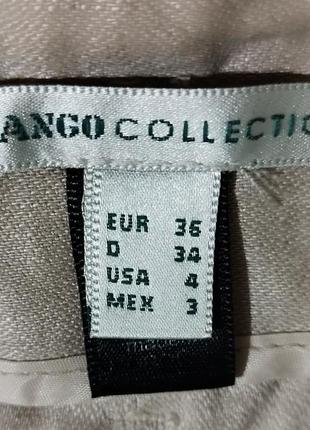 ANGO COLLECTIO
EUR 36
D 34
USA 4
MEX 3